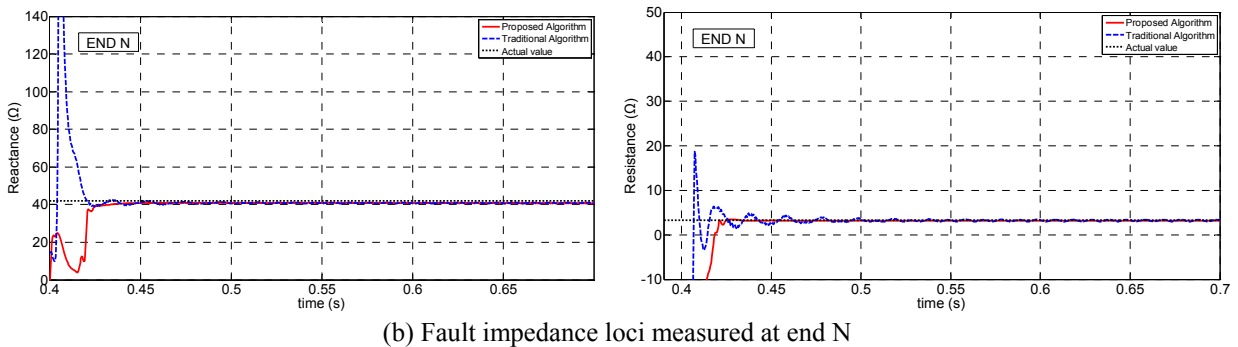 END N
Proposed Algorithm
Traditional Algorithm
Actual value
Reactance (Ω)
140
120
100
80
60
40
20
0
0.4
0.45
0.5
0.55
0.6
0.65
time (s)
END N
Proposed Algorithm
Traditional Algorithm
Actual value
Resistance (Ω)
50
40
30
20
10
0
-10
0.4
0.45
0.5
0.55
0.6
0.65
0.7
time (s)
(b) Fault impedance loci measured at end N